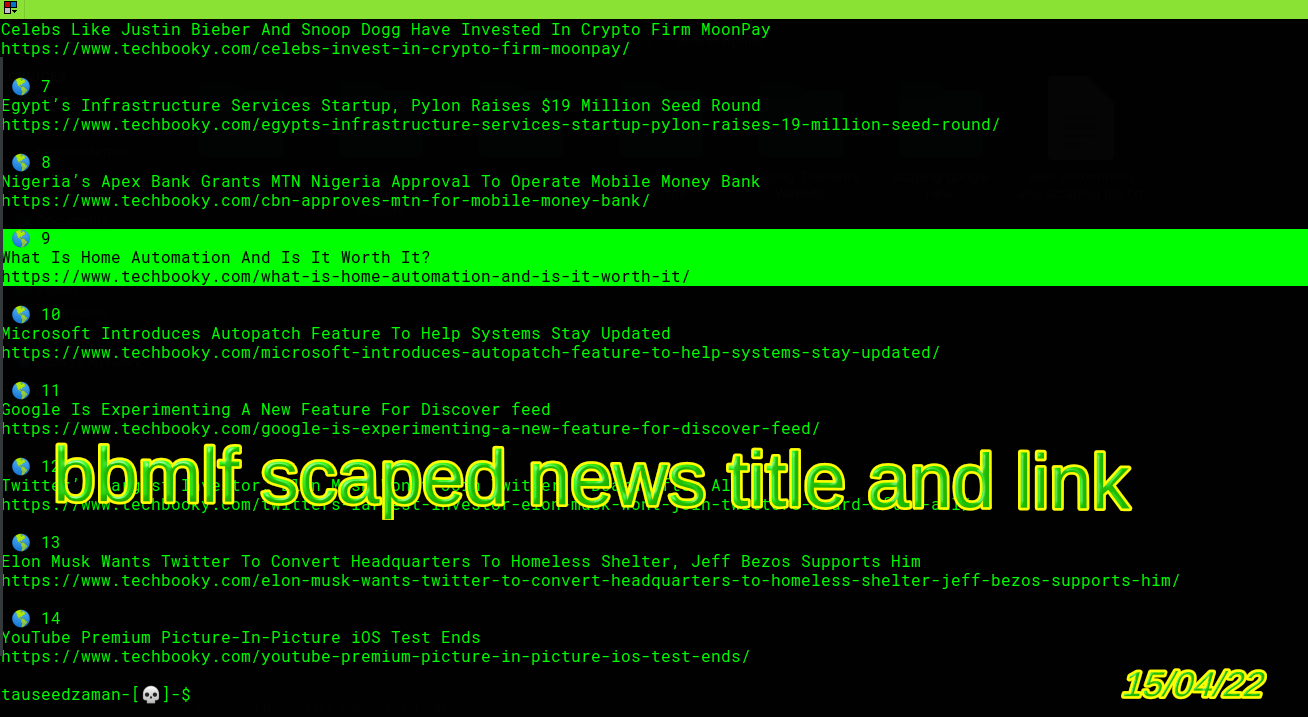 Celebs Like Justin Bieber And Snoop Dogg Have Invested In Crypto Firm MoonPay
https://www.techbooky.com/celebs-invest-in-crypto-firm-moonpay/
🌎 7
Egypt’s Infrastructure Services Startup, Pylon Raises $19 Million Seed Round
https://www.techbooky.com/egypts-infrastructure-services-startup-pylon-raises-19-million-seed-round/
🌎 8
Nigeria’s Apex Bank Grants MTN Nigeria Approval To Operate Mobile Money Bank
https://www.techbooky.com/cbn-approves-mtn-for-mobile-money-bank/
🌎 9
What Is Home Automation And Is It Worth It?
https://www.techbooky.com/what-is-home-automation-and-is-it-worth-it/
🌎 10
Microsoft Introduces Autopatch Feature To Help Systems Stay Updated
https://www.techbooky.com/microsoft-introduces-autopatch-feature-to-help-systems-stay-updated/
🌎 11
Google Is Experimenting A New Feature For Discover feed
https://www.techbooky.com/google-is-experimenting-a-new-feature-for-discover-feed/
🌎 12
bbmlf scaped news title and link
https://www.techbooky.com/twitters-largest-investor-elon-musk-wont-join-twitters-board-after-all/
🌎 13
Elon Musk Wants Twitter To Convert Headquarters To Homeless Shelter, Jeff Bezos Supports Him
https://www.techbooky.com/elon-musk-wants-twitter-to-convert-headquarters-to-homeless-shelter-jeff-bezos-supports-him/
🌎 14
YouTube Premium Picture-In-Picture iOS Test Ends
https://www.techbooky.com/youtube-premium-picture-in-picture-ios-test-ends/
tauseedzaman-[💀]-$
15/04/22